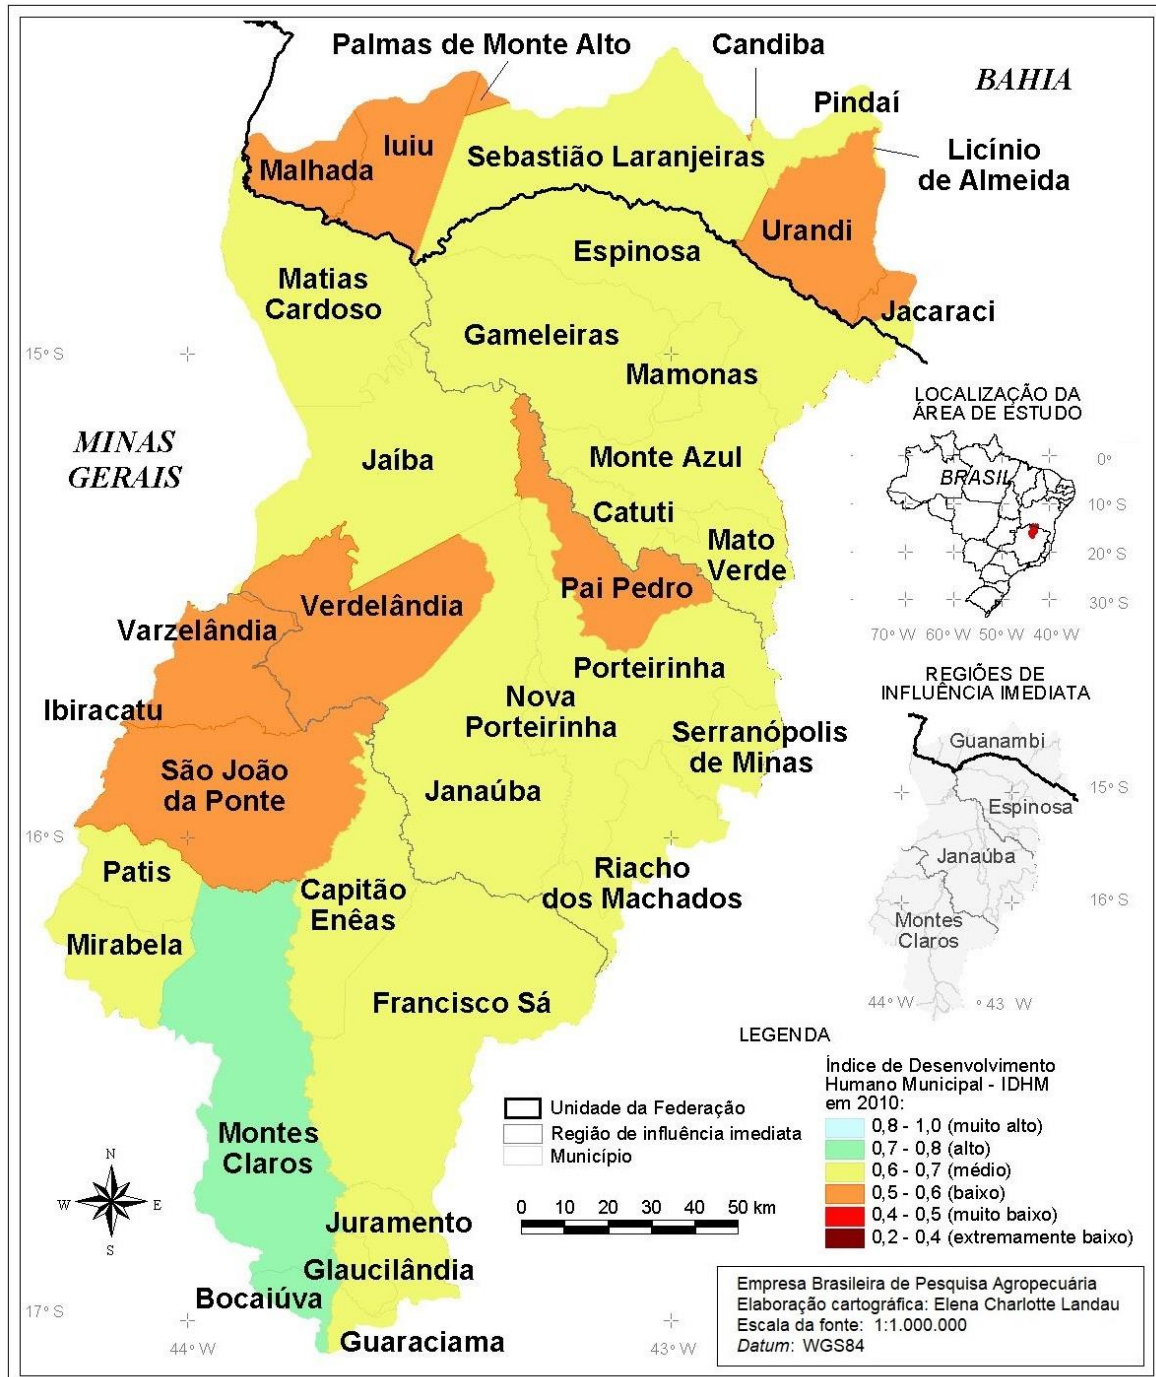 Palmas de Monte Alto
Candiba
BAHIA
Pindaí
Iuiu
Malhada
Sebastião Laranjeiras
Licínio
de Almeida
Urandi
Espinosa
Matias
Cardoso
Jacaraci
Gameleiras
15° S
Mamonas
LOCALIZAÇÃO DA
ÁREA DE ESTUDO
MINAS
GERAIS
Jaíba
Monte Azul
BRASIL
0°
10° S
20° S
30° S
70° W 60° W 50° W 40° W
Catuti
Mato
Verde
Pai Pedro
Verdelândia
Varzelândia
Porteirinha
REGIÕES DE
INFLUÊNCIA IMEDIATA
Ibiracatu
Nova
Porteirinha
Serranópolis
de Minas
Guanambi
15° S
Espinosa
Janaúba
16° S
Montes
Claros
44° W
43 W
São João
da Ponte
Janaúba
16° S
Patis
Capitão
Enêas
Riacho
dos Machados
Mirabela
Francisco Sá
LEGENDA
Índice de Desenvolvimento
Humano Municipal - IDHM
em 2010:
0,8 - 1,0 (muito alto)
0,7 - 0,8 (alto)
0,6 - 0,7 (médio)
0,5 - 0,6 (baixo)
0,4 - 0,5 (muito baixo)
0,2 - 0,4 (extremamente baixo)
Unidade da Federação
Região de influência imediata
Município
Montes
Claros
N
W E
S
0 10 20 30 40 50 km
Juramento
Glaucilândia
Bocaiúva
17° S
Guaraciama
44° W
43° W
Empresa Brasileira de Pesquisa Agropecuária
Elaboração cartográfica: Elena Charlotte Landau
Escala da fonte: 1:1.000.000
Datum: WGS84